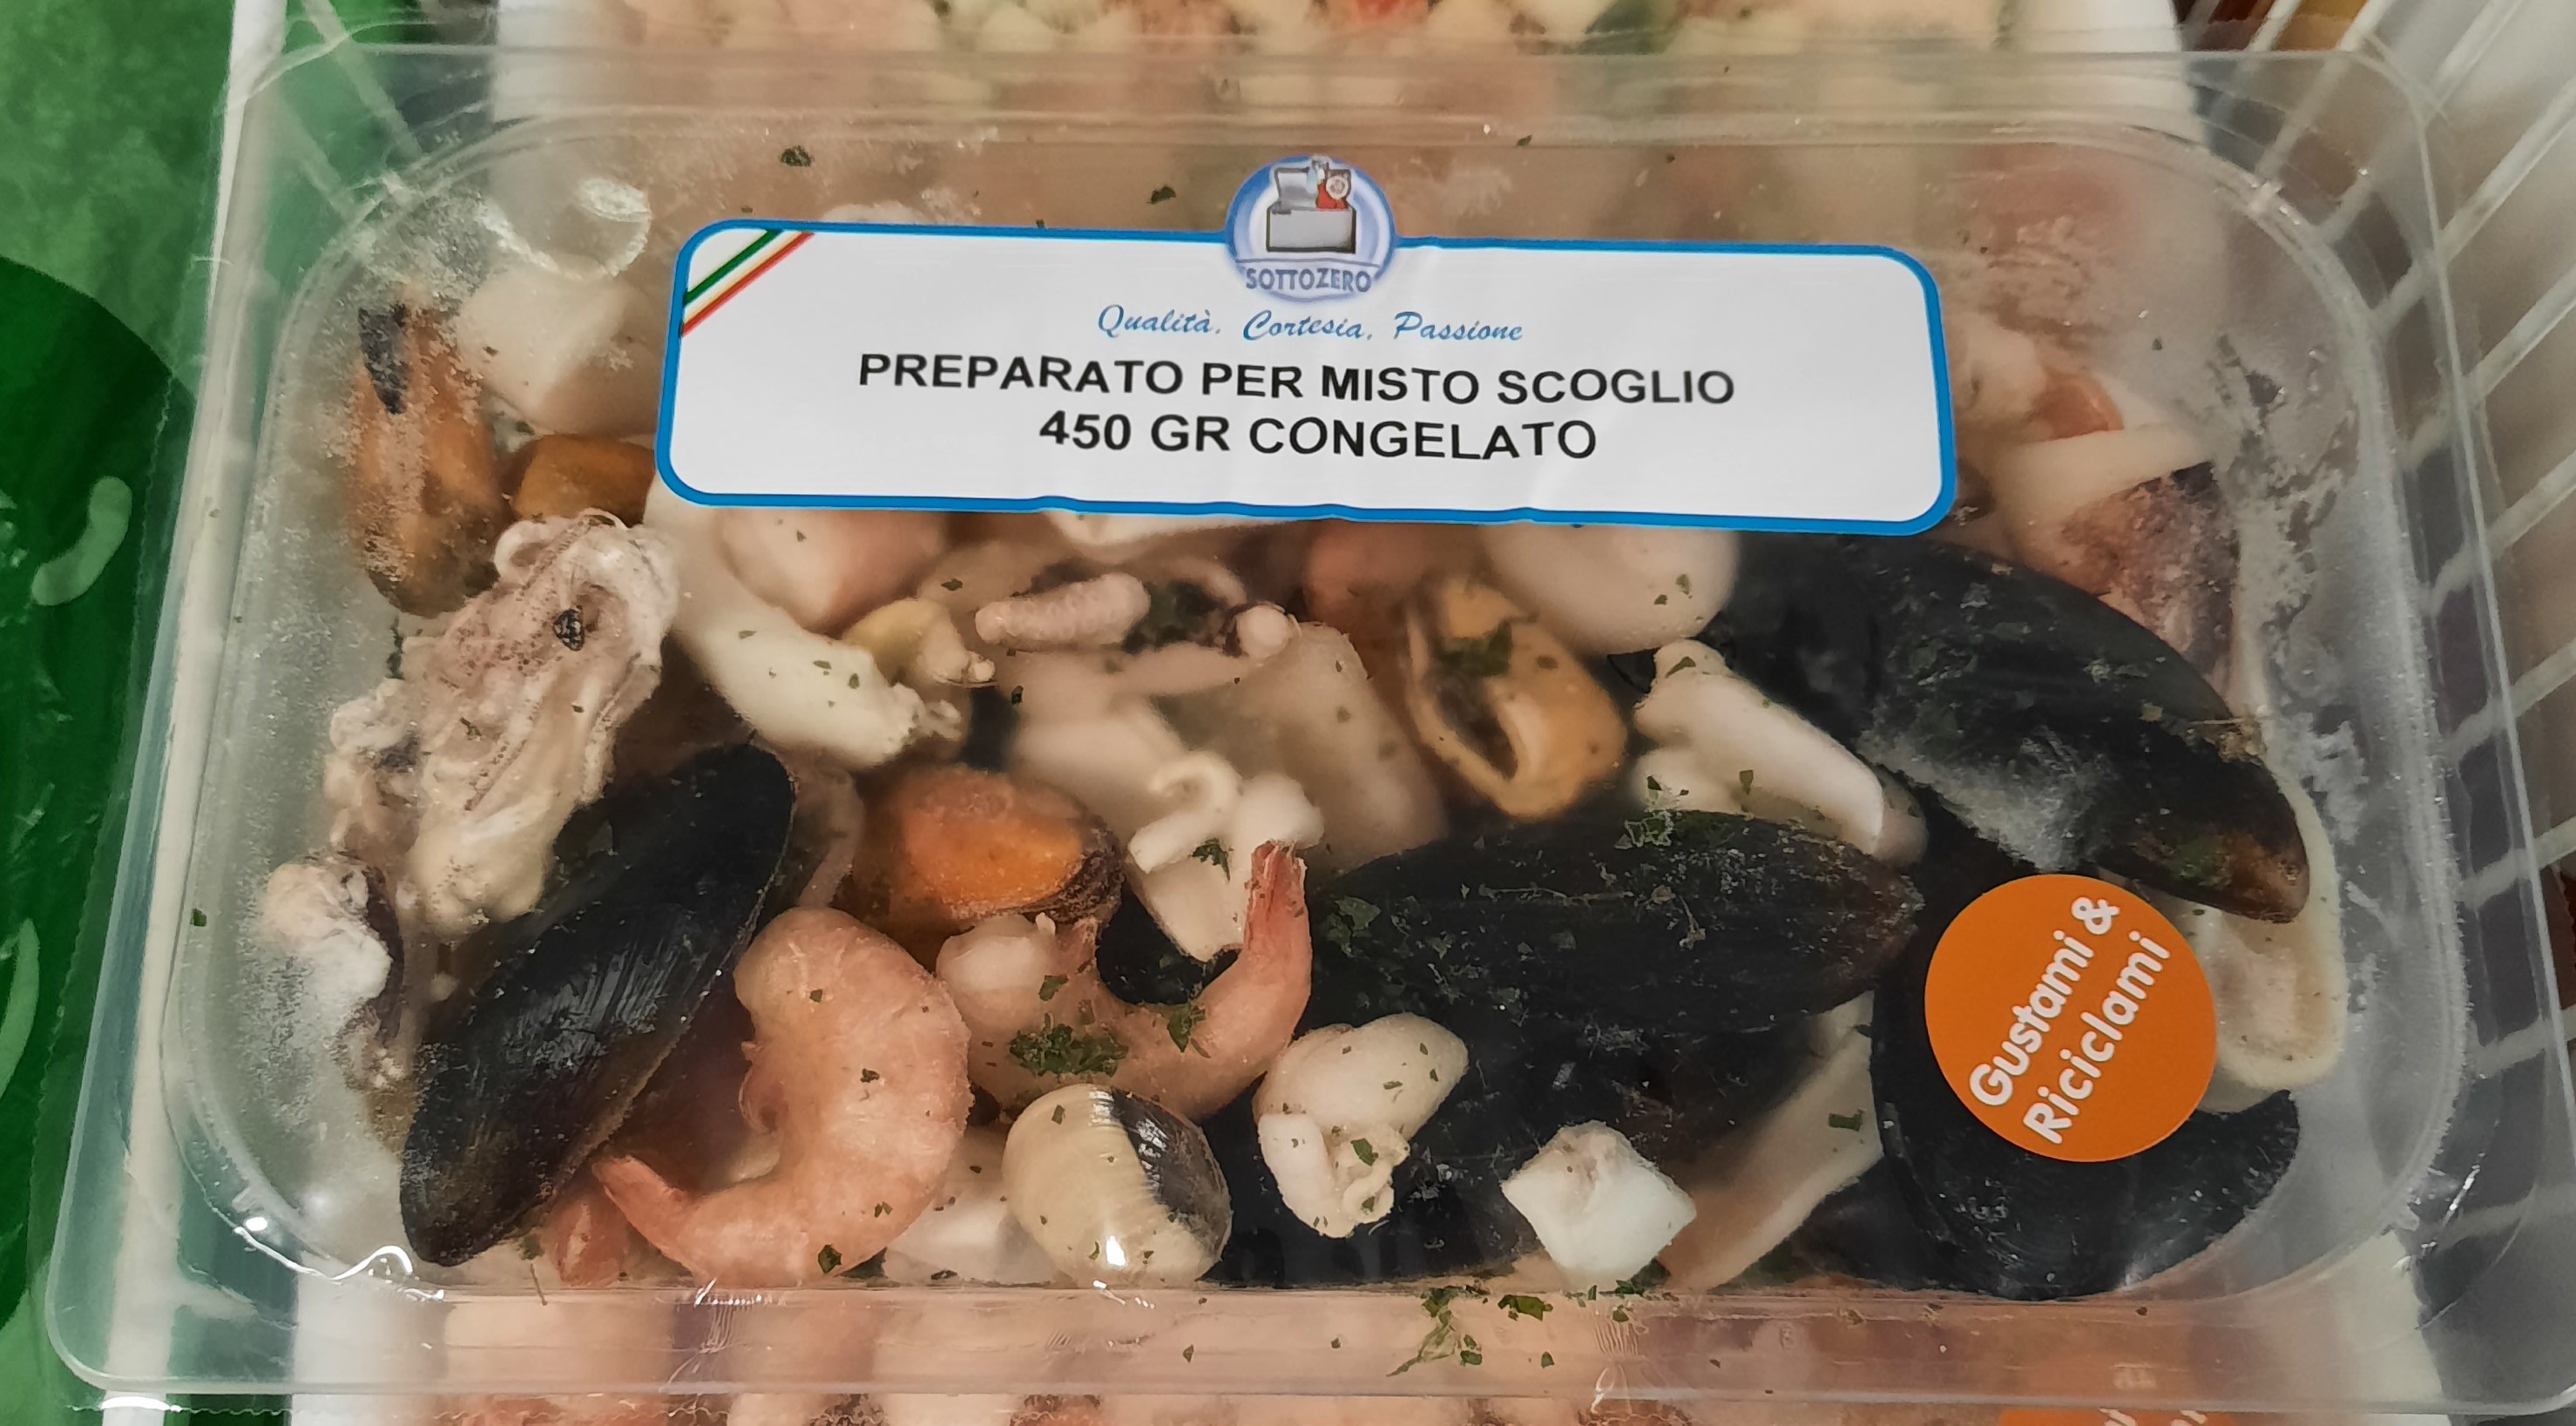 SOTTOZERO
Qualità, Cortesia, Passione
PREPARATO PER MISTO SCOGLIO
450 GR CONGELATO
Gustami &
Riciclami